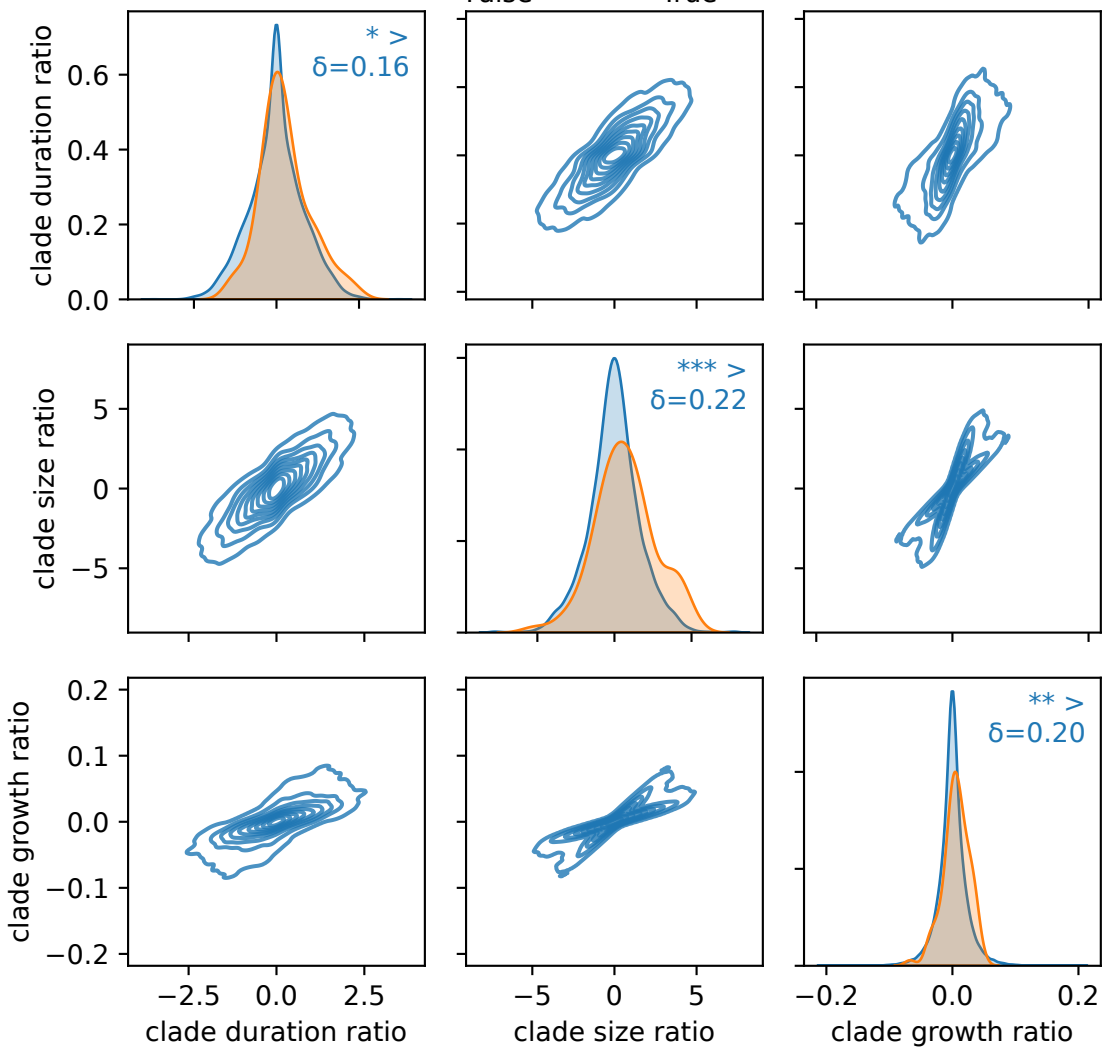 * >
δ=0.16
clade duration ratio
0.6
0.4
0.2
0.0
*** >
δ=0.22
clade size ratio
5
0
−5
** >
δ=0.20
clade growth ratio
0.2
0.1
0.0
−0.1
−0.2
−2.5 0.0 2.5 −5 0 5 −0.2 0.0 0.2
clade duration ratio clade size ratio clade growth ratio